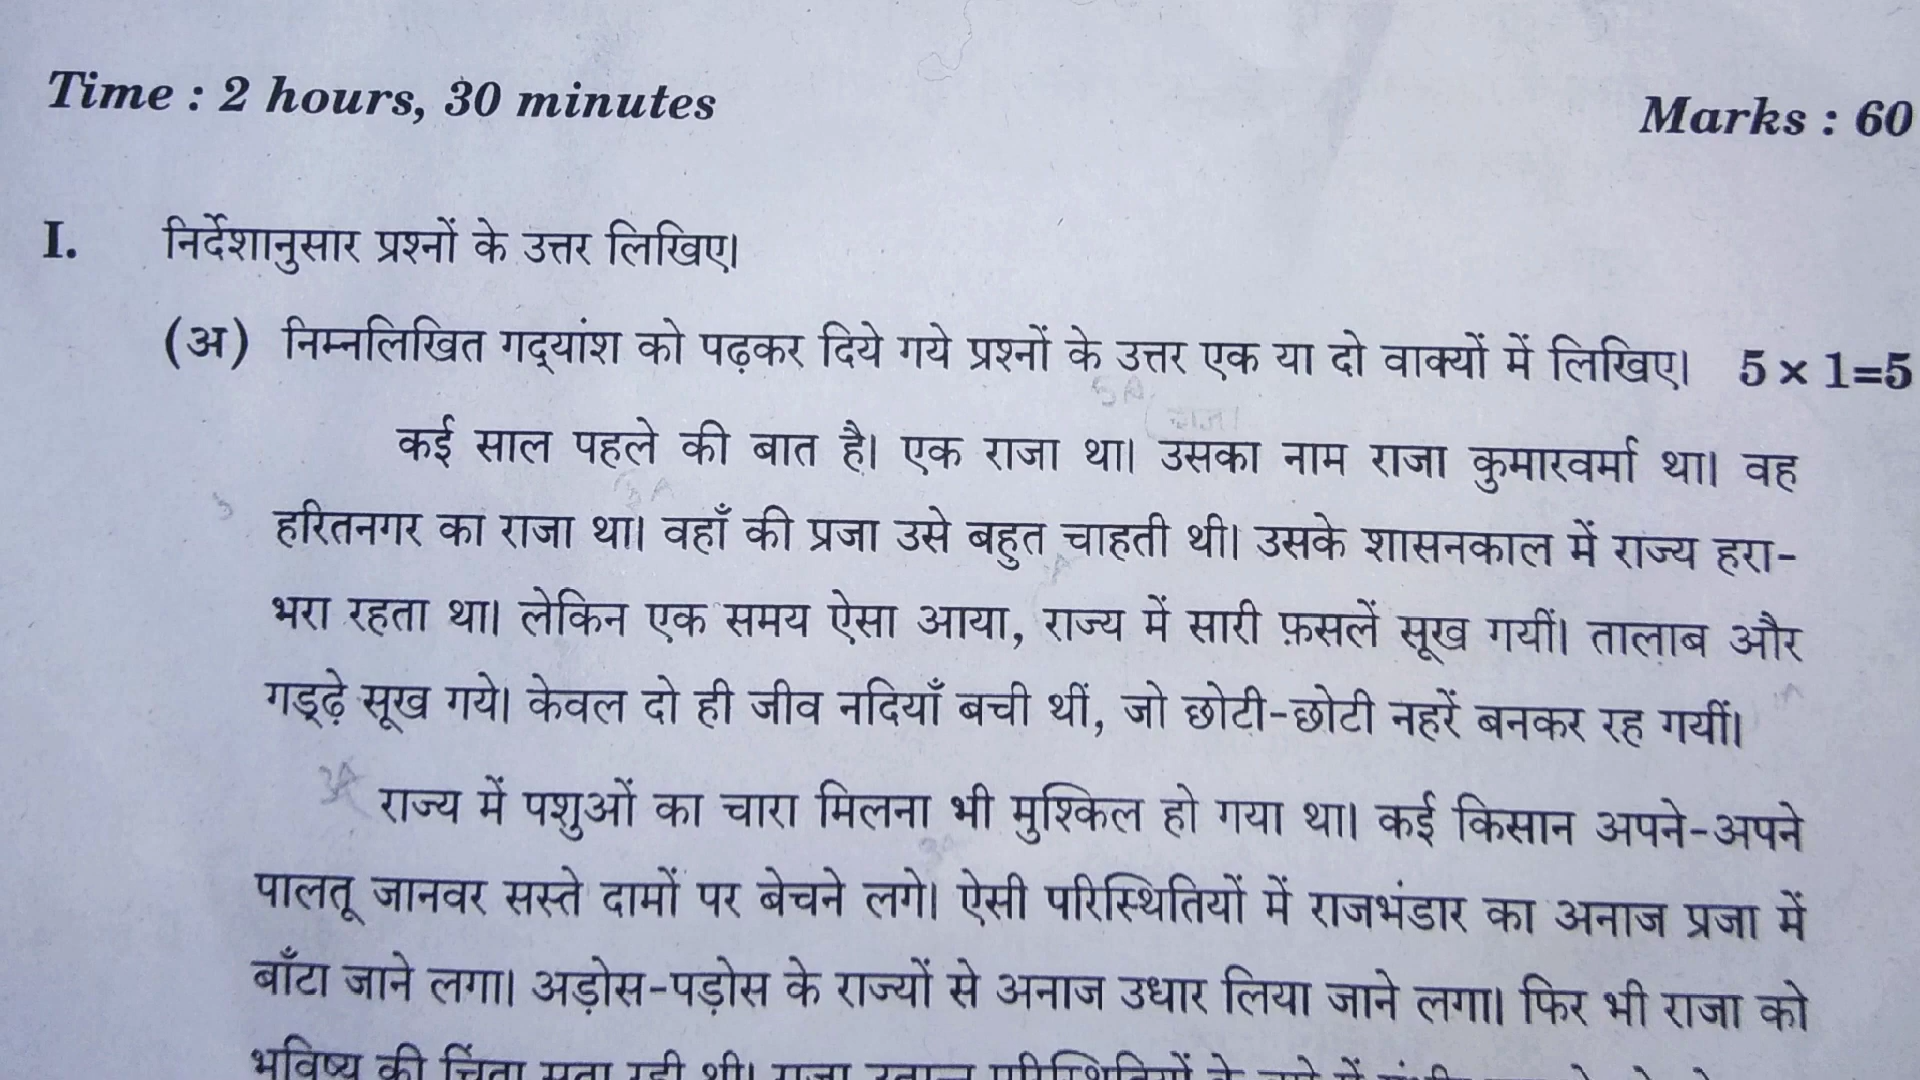 Time : 2 hours, 30 minutes Marks : 60
I. निर्देशानुसार प्रश्नों के उत्तर लिखिए।
(अ) निम्नलिखित गद्‌यांश को पढ़कर दिये गये प्रश्नों के उत्तर एक या दो वाक्यों में लिखिए। 5 × 1=5
कई साल पहले की बात है। एक राजा था। उसका नाम राजा कुमारवर्मा था। वह
हरितनगर का राजा था। वहाँ की प्रजा उसे बहुत चाहती थी। उसके शासनकाल में राज्य हरा-
भरा रहता था। लेकिन एक समय ऐसा आया, राज्य में सारी फ़सलें सूख गयीं। तालाब और
गड्‌ढ़े सूख गये। केवल दो ही जीव नदियाँ बची थीं, जो छोटी-छोटी नहरें बनकर रह गयीं।
राज्य में पशुओं का चारा मिलना भी मुश्किल हो गया था। कई किसान अपने-अपने
पालतू जानवर सस्ते दामों पर बेचने लगे। ऐसी परिस्थितियों में राजभंडार का अनाज प्रजा में
बाँटा जाने लगा। अड़ोस-पड़ोस के राज्यों से अनाज उधार लिया जाने लगा। फिर भी राजा को
भविष्य की चिंता सता रही थी। राजा